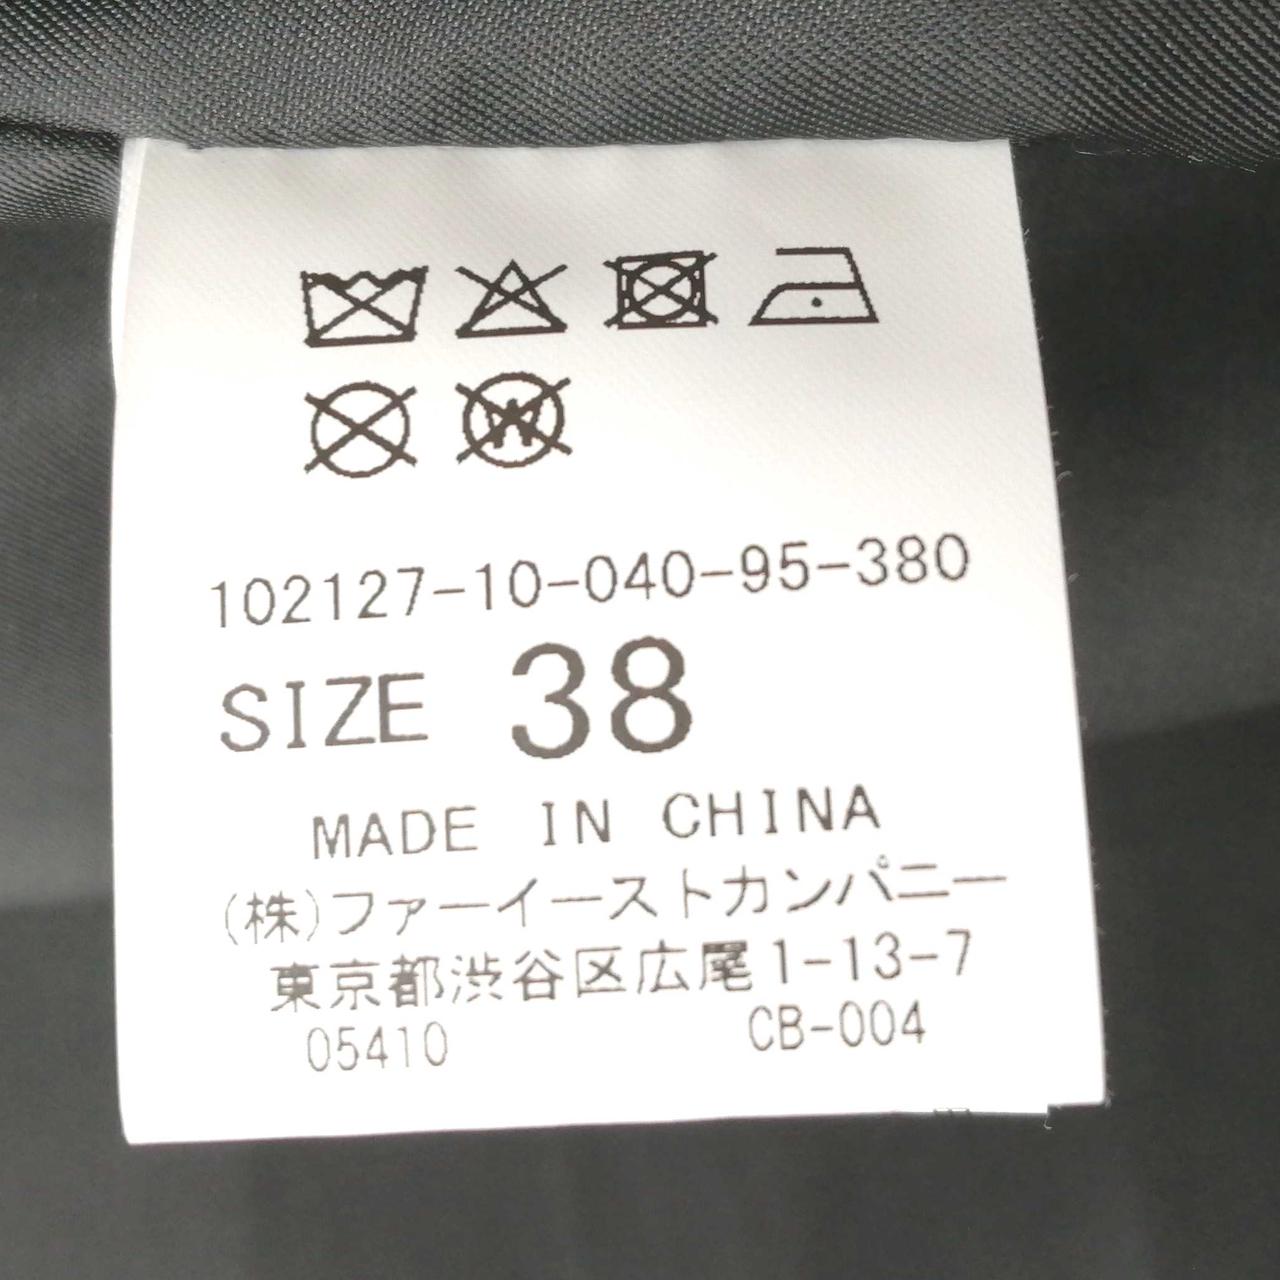 102127-10-040-95-380
SIZE 38
MADE IN CHINA
(株)ファーイーストカンパニー
東京都渋谷区広尾1-13-7
05410 CB-004